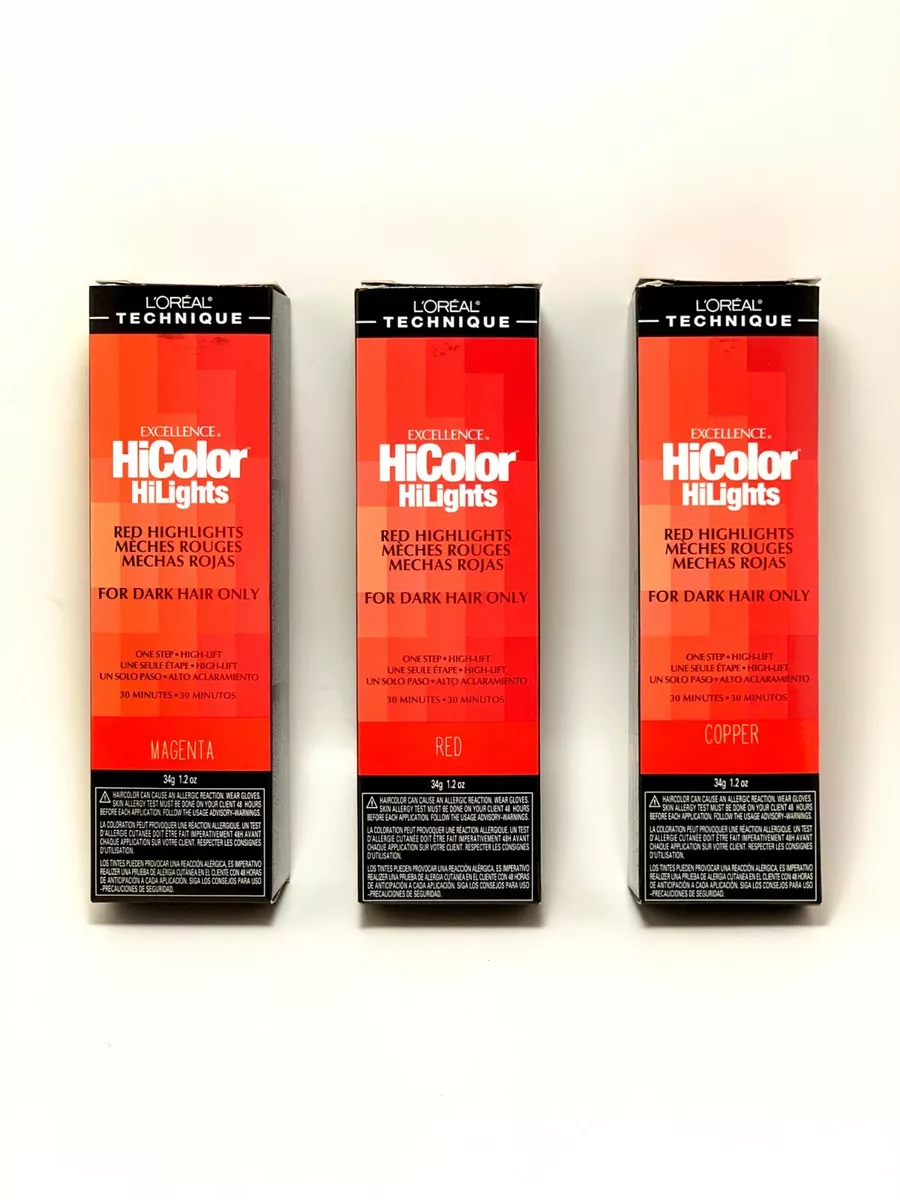 L'ORÉAL®
TECHNIQUE
EXCELLENCE®
HiColor™
HiLights
RED HIGHLIGHTS
MÈCHES ROUGES
MECHAS ROJAS
FOR DARK HAIR ONLY
ONE STEP • HIGH-LIFT
UNE SEULE ÉTAPE • HIGH-LIFT
UN SOLO PASO • ALTO ACLARAMIENTO
30 MINUTES • 30 MINUTOS
MAGENTA
34g 1.2 oz
HAIRCOLOR CAN CAUSE AN ALLERGIC REACTION. WEAR GLOVES.
SKIN ALLERGY TEST MUST BE DONE ON YOUR CLIENT 48 HOURS
BEFORE EACH APPLICATION. FOLLOW THE USAGE ADVISORY–WARNINGS.
LA COLORATION PEUT PROVOQUER UNE RÉACTION ALLERGIQUE. UN TEST
D'ALLERGIE CUTANÉE DOIT ÊTRE FAIT IMPERATIVEMENT 48H AVANT
CHAQUE APPLICATION SUR VOTRE CLIENT. RESPECTER LES CONSIGNES
D'UTILISATION.
LOS TINTES PUEDEN PROVOCAR UNA REACCIÓN ALÉRGICA, ES IMPERATIVO
REALIZAR UNA PRUEBA DE ALERGIA CUTANEA EN EL CLIENTE CON 48 HORAS
DE ANTICIPACIÓN A CADA APLICACIÓN. SIGA LOS CONSEJOS PARA USO
–PRECAUCIONES DE SEGURIDAD.
L'ORÉAL®
TECHNIQUE
EXCELLENCE®
HiColor™
HiLights
RED HIGHLIGHTS
MÈCHES ROUGES
MECHAS ROJAS
FOR DARK HAIR ONLY
ONE STEP • HIGH-LIFT
UNE SEULE ÉTAPE • HIGH-LIFT
UN SOLO PASO • ALTO ACLARAMIENTO
30 MINUTES • 30 MINUTOS
RED
34g 1.2 oz
HAIRCOLOR CAN CAUSE AN ALLERGIC REACTION. WEAR GLOVES.
SKIN ALLERGY TEST MUST BE DONE ON YOUR CLIENT 48 HOURS
BEFORE EACH APPLICATION. FOLLOW THE USAGE ADVISORY–WARNINGS.
LA COLORATION PEUT PROVOQUER UNE RÉACTION ALLERGIQUE. UN TEST
D'ALLERGIE CUTANÉE DOIT ÊTRE FAIT IMPERATIVEMENT 48H AVANT
CHAQUE APPLICATION SUR VOTRE CLIENT. RESPECTER LES CONSIGNES
D'UTILISATION.
LOS TINTES PUEDEN PROVOCAR UNA REACCIÓN ALÉRGICA, ES IMPERATIVO
REALIZAR UNA PRUEBA DE ALERGIA CUTANEA EN EL CLIENTE CON 48 HORAS
DE ANTICIPACIÓN A CADA APLICACIÓN. SIGA LOS CONSEJOS PARA USO
–PRECAUCIONES DE SEGURIDAD.
L'ORÉAL®
TECHNIQUE
EXCELLENCE®
HiColor™
HiLights
RED HIGHLIGHTS
MÈCHES ROUGES
MECHAS ROJAS
FOR DARK HAIR ONLY
ONE STEP • HIGH-LIFT
UNE SEULE ÉTAPE • HIGH-LIFT
UN SOLO PASO • ALTO ACLARAMIENTO
30 MINUTES • 30 MINUTOS
COPPER
34g 1.2 oz
HAIRCOLOR CAN CAUSE AN ALLERGIC REACTION. WEAR GLOVES.
SKIN ALLERGY TEST MUST BE DONE ON YOUR CLIENT 48 HOURS
BEFORE EACH APPLICATION. FOLLOW THE USAGE ADVISORY–WARNINGS.
LA COLORATION PEUT PROVOQUER UNE RÉACTION ALLERGIQUE. UN TEST
D'ALLERGIE CUTANÉE DOIT ÊTRE FAIT IMPERATIVEMENT 48H AVANT
CHAQUE APPLICATION SUR VOTRE CLIENT. RESPECTER LES CONSIGNES
D'UTILISATION.
LOS TINTES PUEDEN PROVOCAR UNA REACCIÓN ALÉRGICA, ES IMPERATIVO
REALIZAR UNA PRUEBA DE ALERGIA CUTANEA EN EL CLIENTE CON 48 HORAS
DE ANTICIPACIÓN A CADA APLICACIÓN. SIGA LOS CONSEJOS PARA USO
–PRECAUCIONES DE SEGURIDAD.